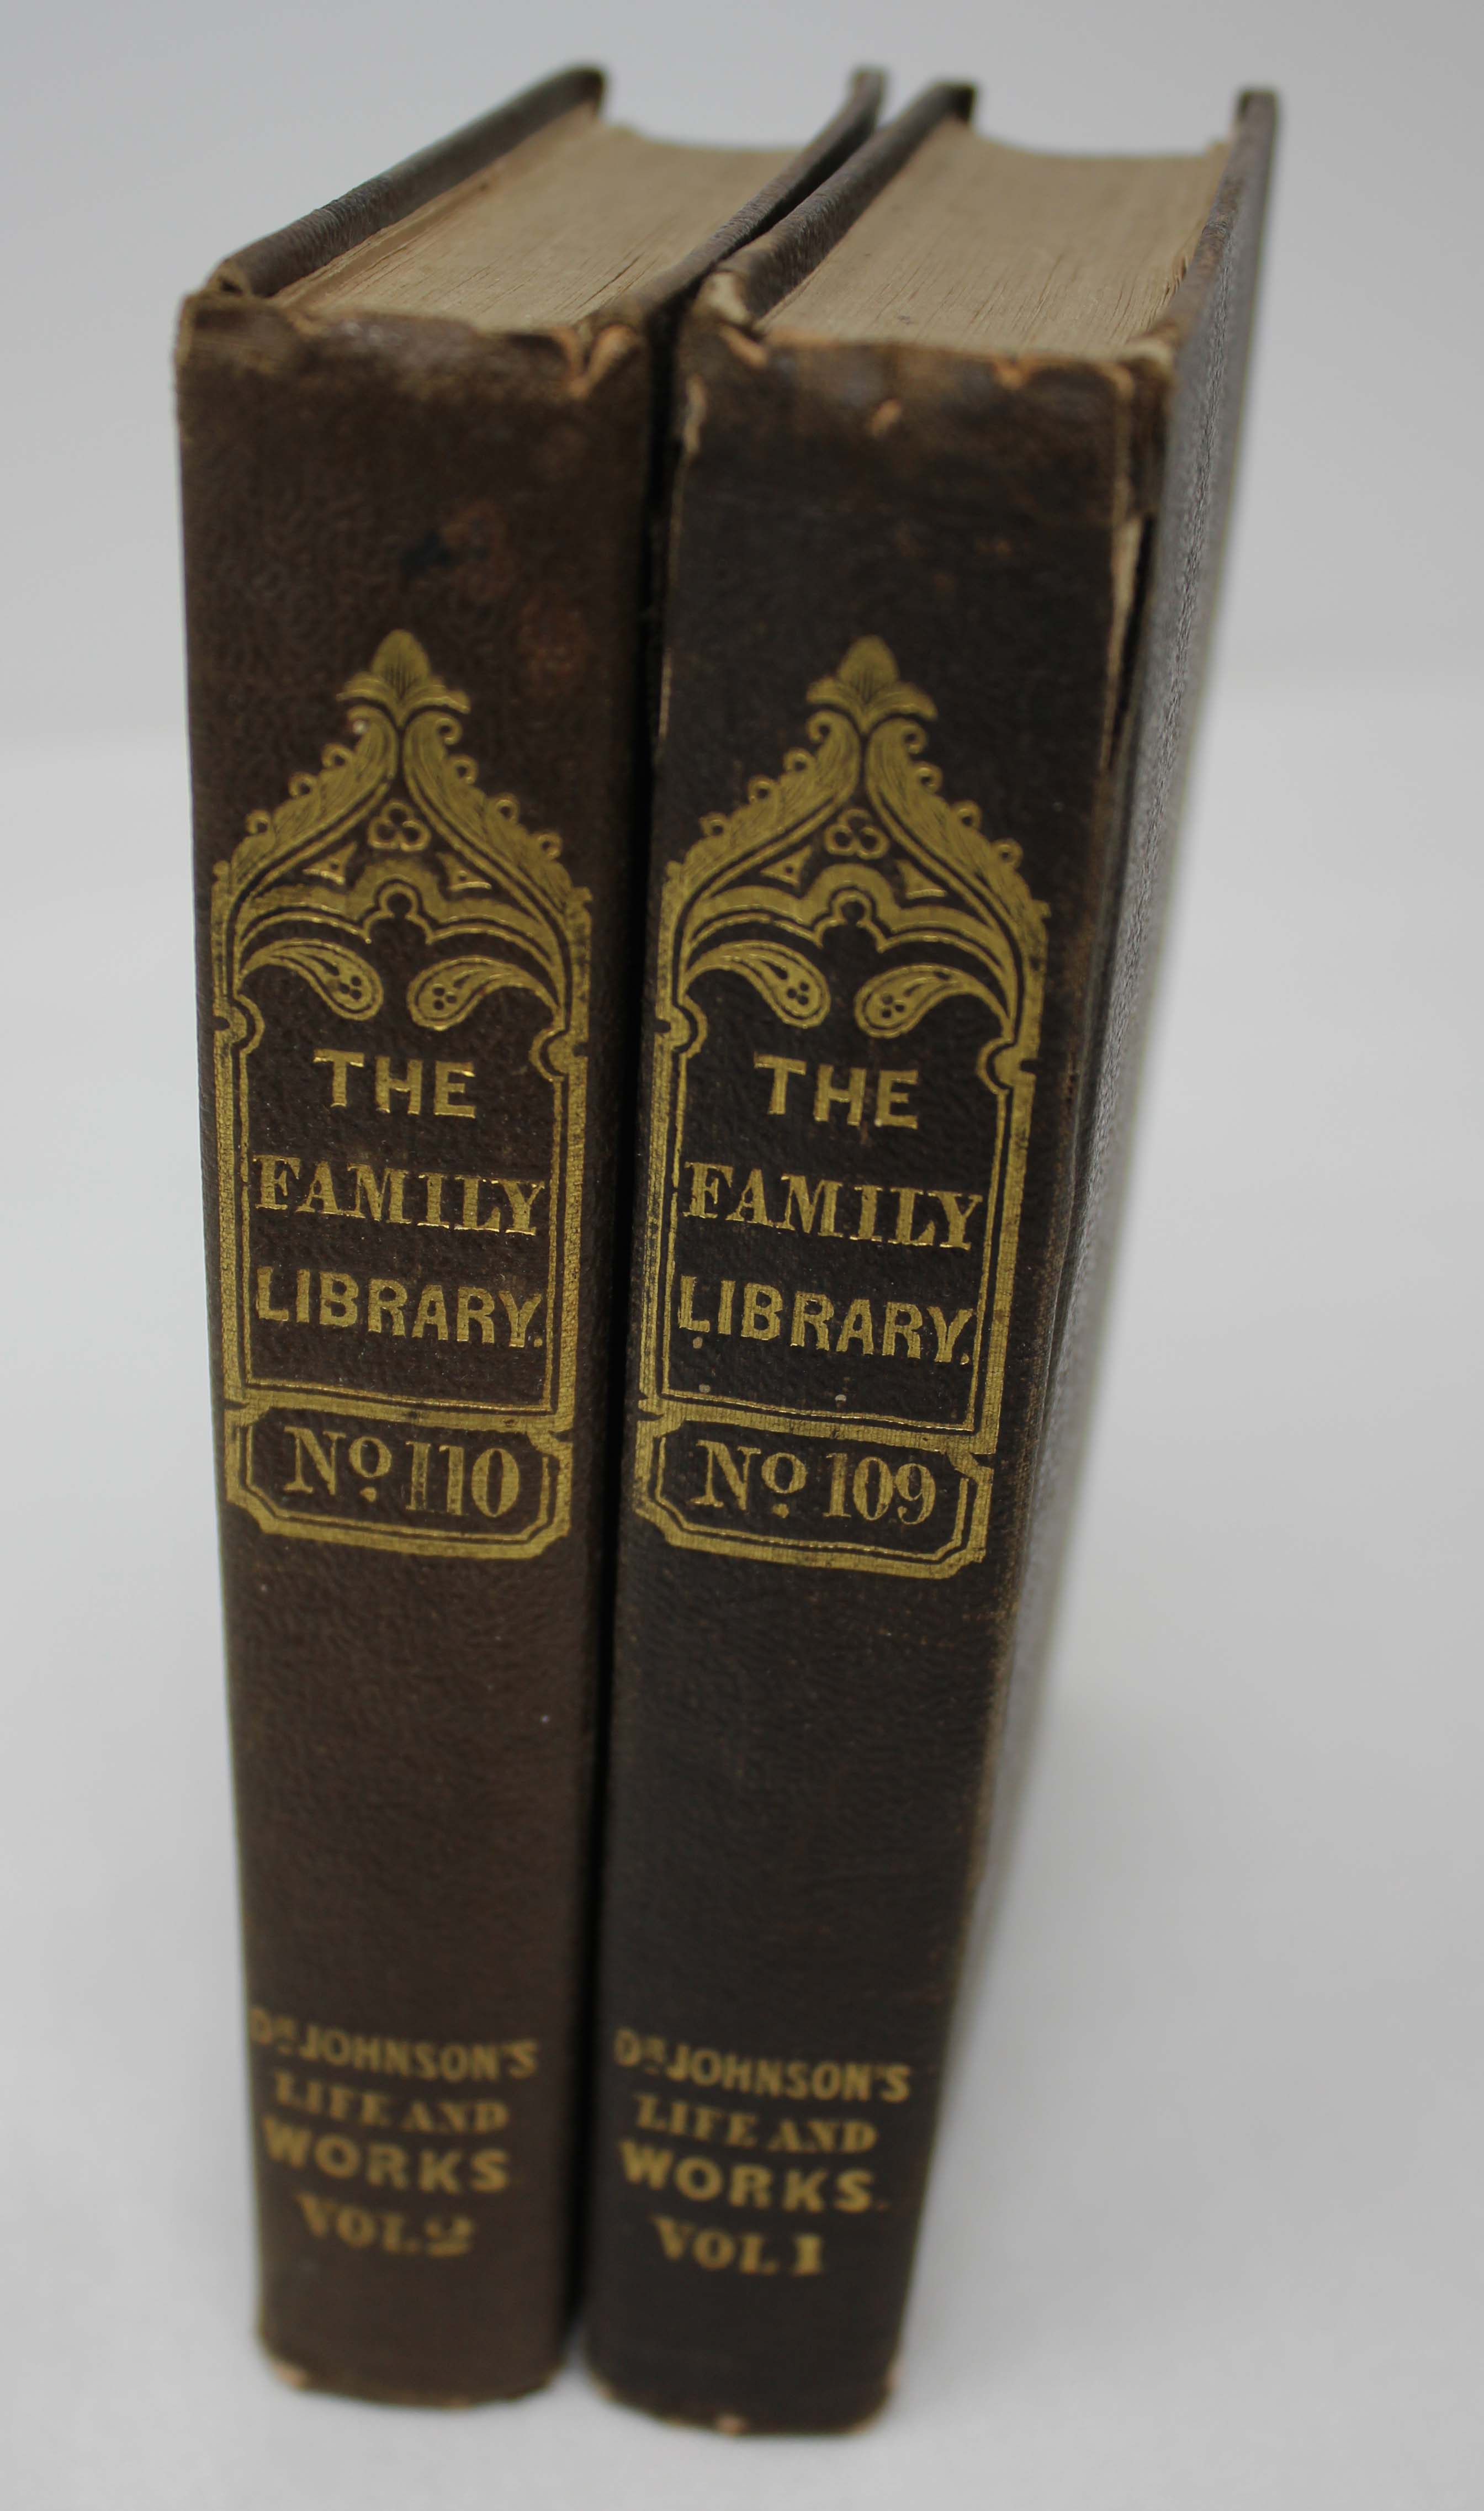 THE
FAMILY
LIBRARY.
No 110
DR JOHNSON'S
LIFE AND
WORKS
VOL. 2
THE
FAMILY
LIBRARY.
No 109
DR JOHNSON'S
LIFE AND
WORKS.
VOL 1